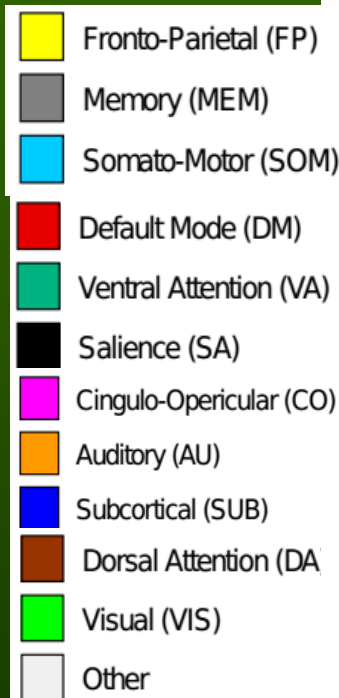 Fronto-Parietal (FP)
Memory (MEM)
Somato-Motor (SOM)
Default Mode (DM)
Ventral Attention (VA)
Salience (SA)
Cingulo-Opericular (CO)
Auditory (AU)
Subcortical (SUB)
Dorsal Attention (DA
Visual (VIS)
Other